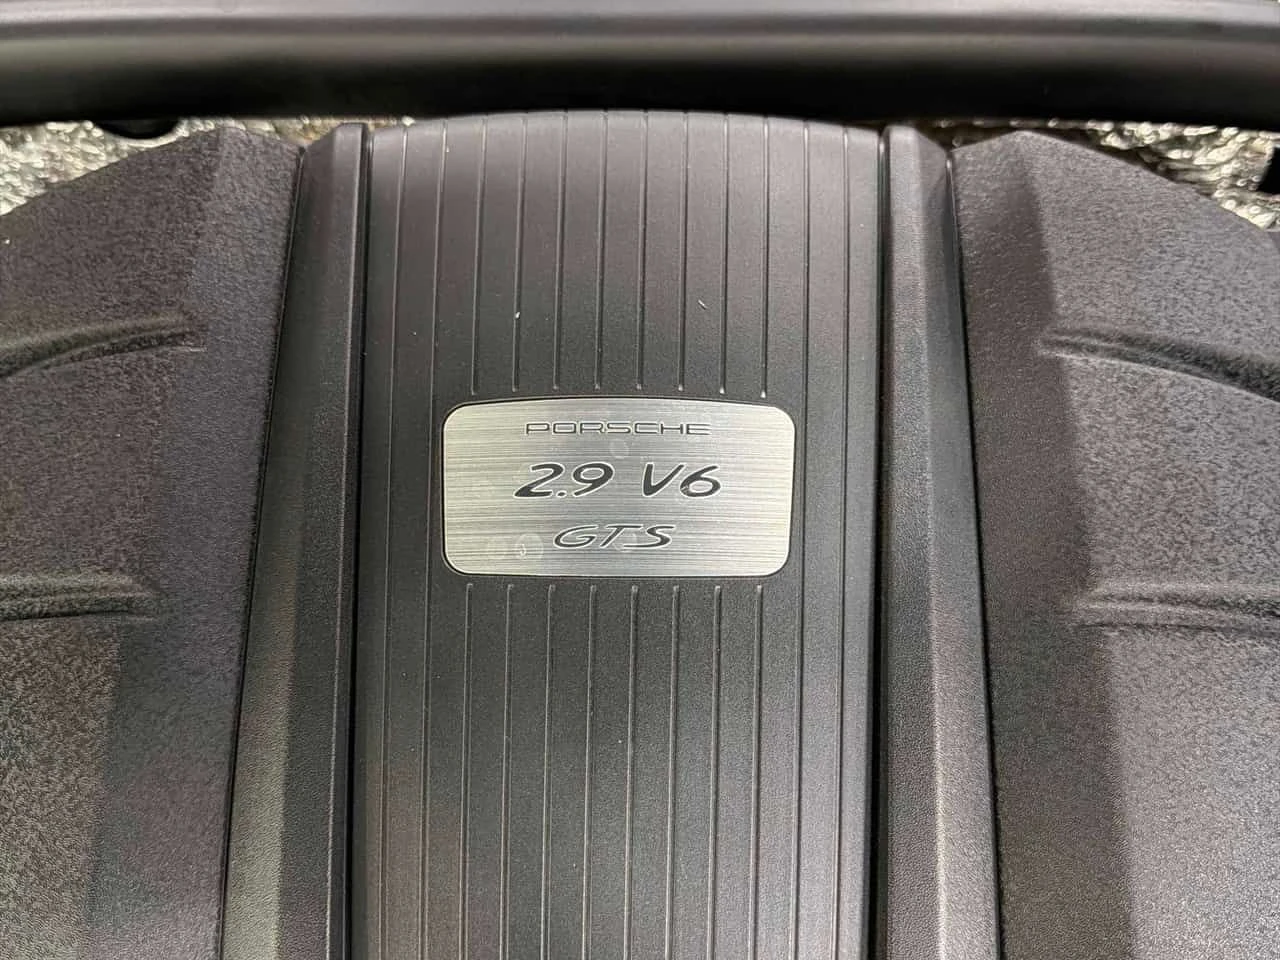 PORSCHE
2.9 V6
GTS